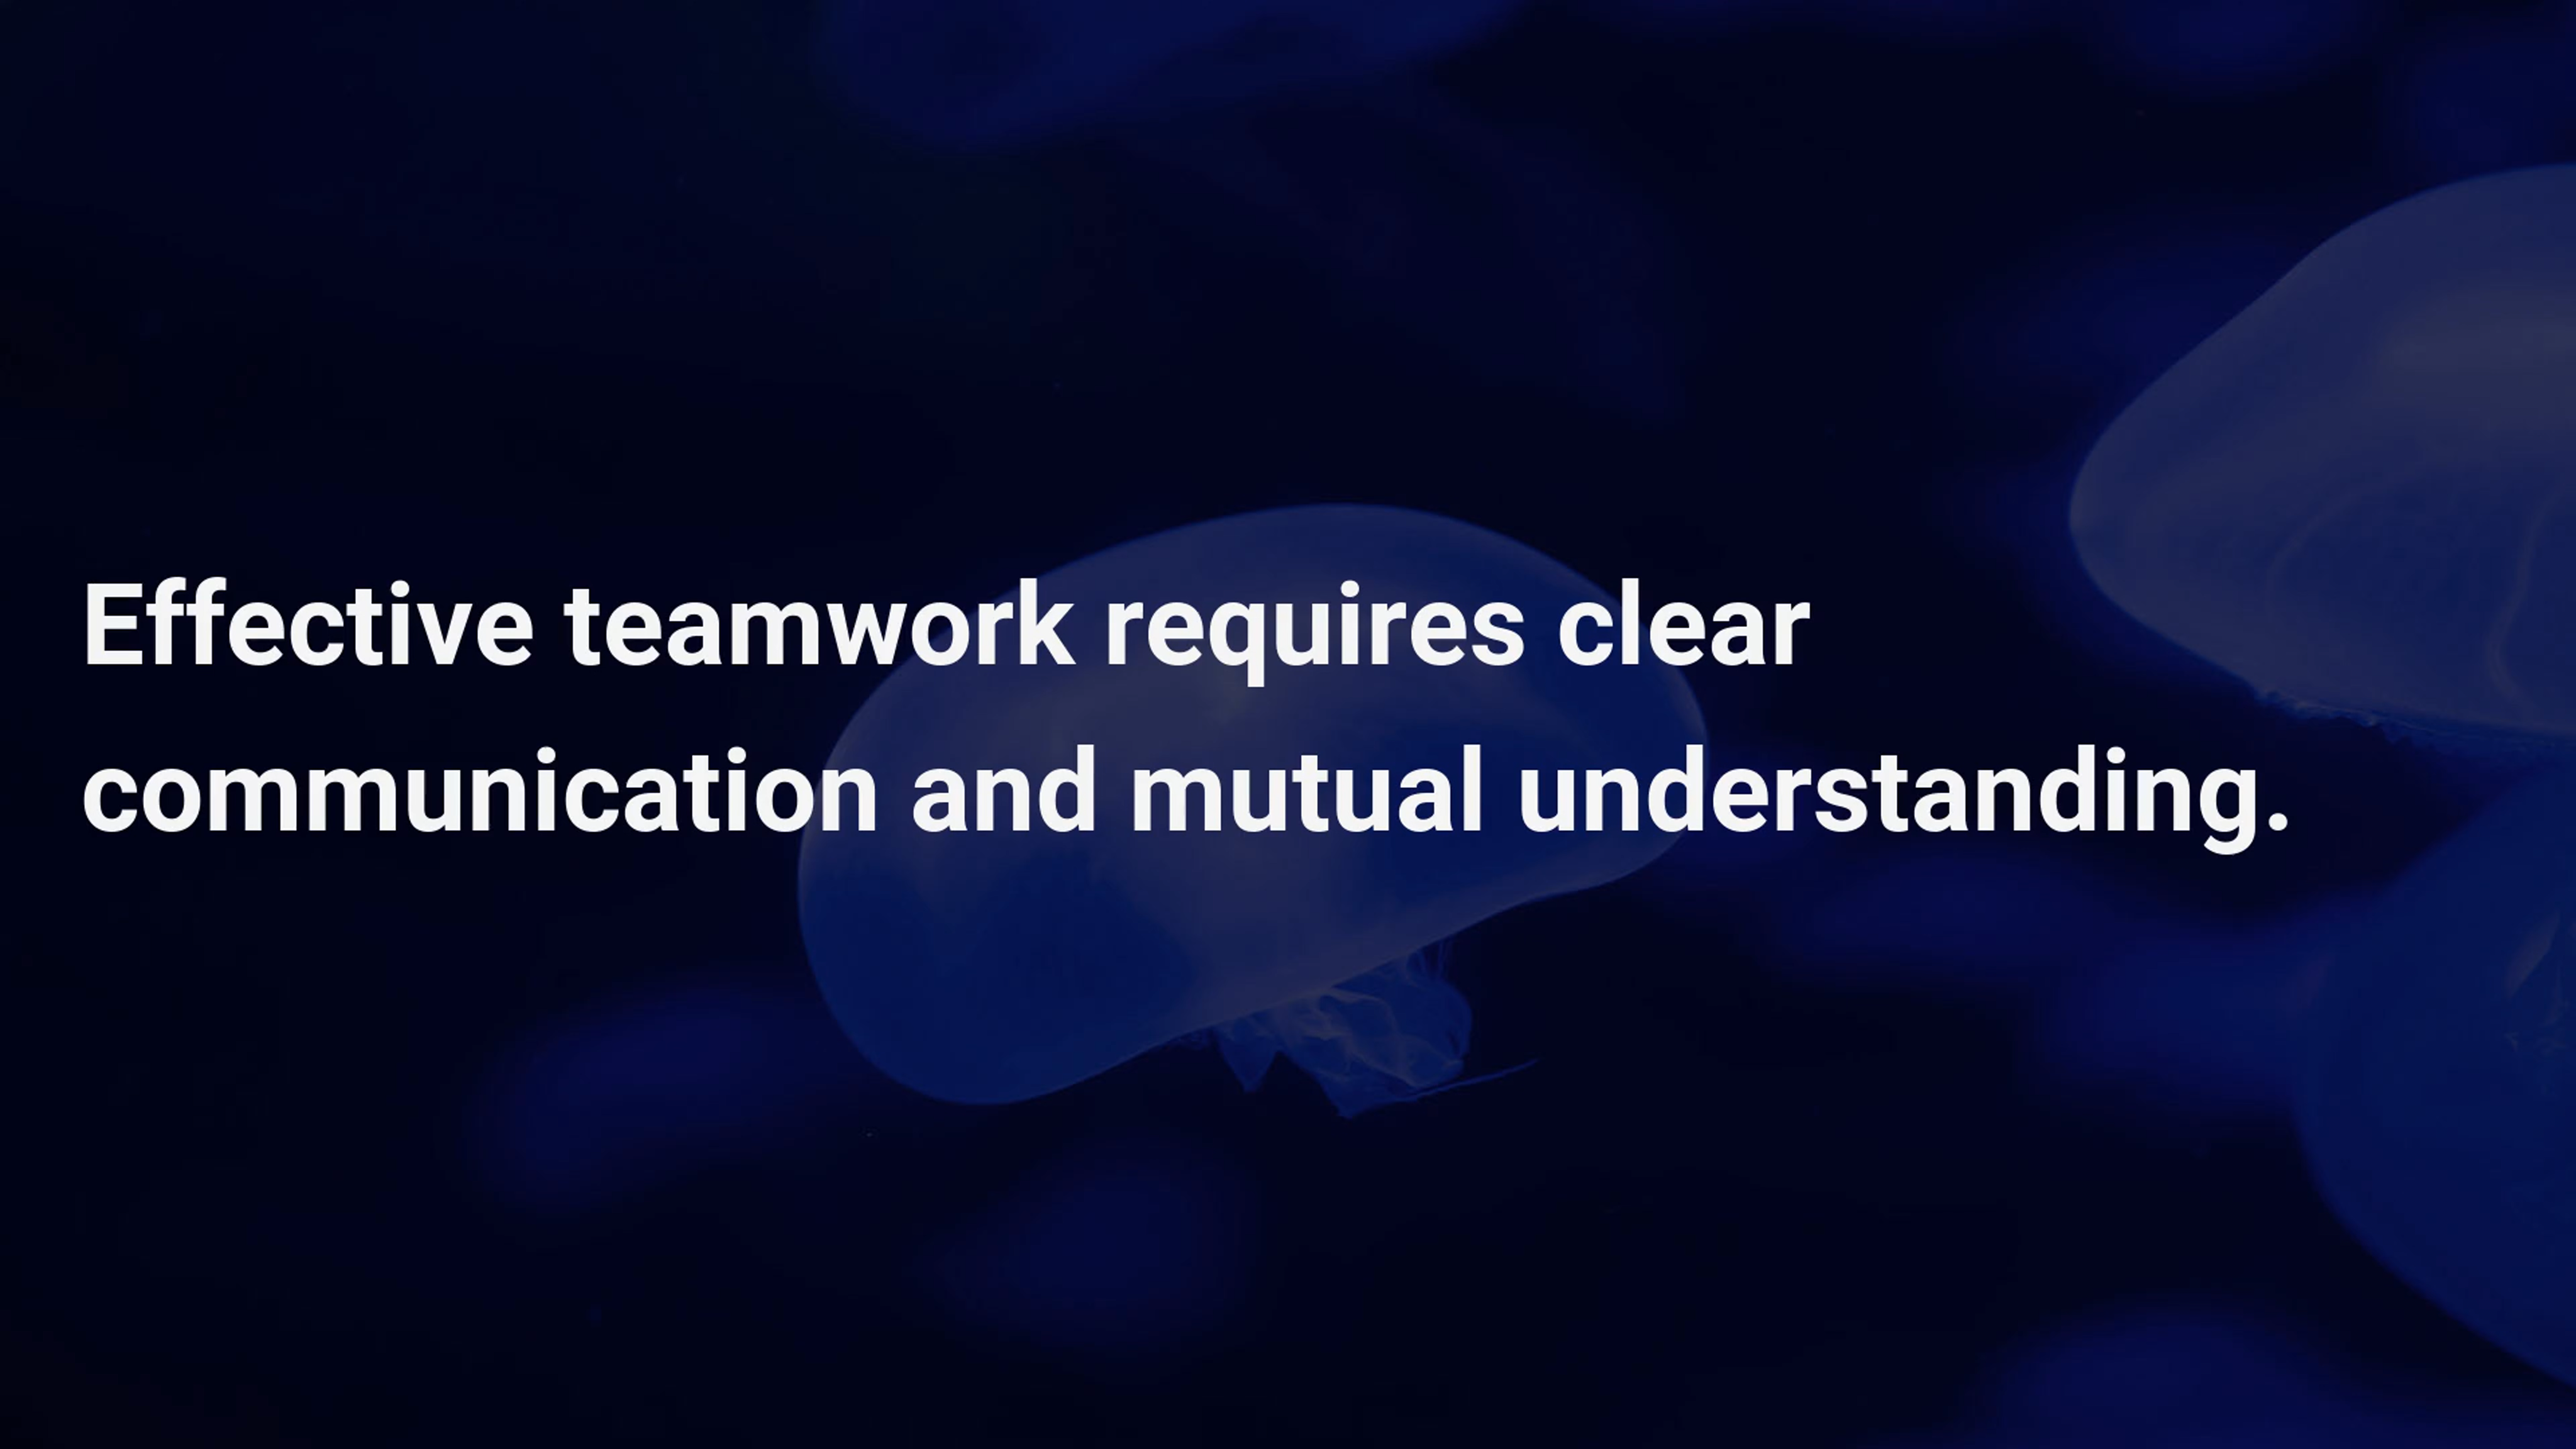 Effective teamwork requires clear
communication and mutual understanding.